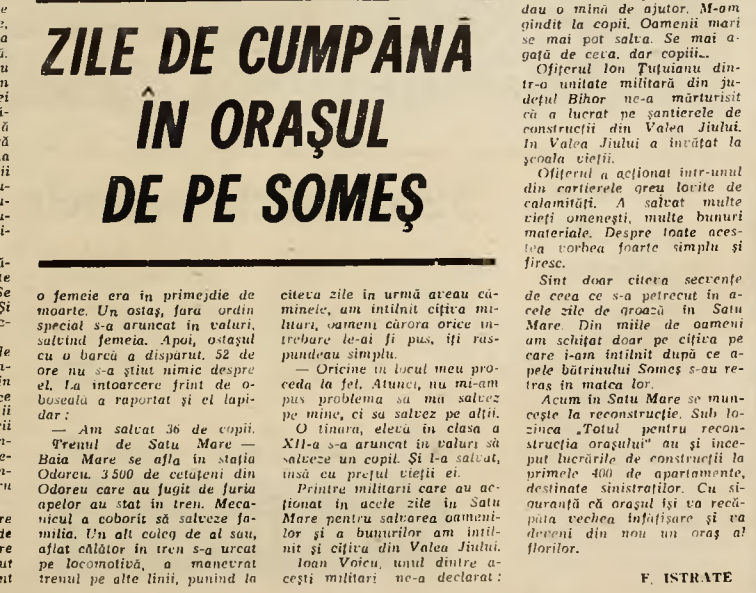 ZILE DE CUMPĂNĂ
ÎN ORAŞUL
DE PE SOMEŞ
o femeie era în primejdie de
moarte. Un ostaş, fără ordin
special s-a aruncat în valuri,
salvînd femeia. Apoi, ostaşul
cu o barcă a dispărut. 52 de
ore nu s-a ştiut nimic despre
el. La întoarcere frînt de o-
boseală a raportat şi el lapi-
dar :
— Am salvat 36 de copii.
Trenul de Satu Mare —
Baia Mare se afla în staţia
Odoreu. 3 500 de cetăţeni din
Odoreu care au fugit de furia
apelor au stat în tren. Meca-
nicul a coborît să salveze fa-
milia. Un alt coleg de al său,
aflat călător în tren s-a urcat
pe locomotivă, a manevrat
trenul pe alte linii, punînd la
cîteva zile în urmă aveau că-
minele, am întîlnit cîţiva mi-
litari, oameni cărora orice în-
trebare le-ai fi pus, îţi răs-
pundeau simplu.
— Oricine în locul meu pro-
ceda la fel. Atunci, nu mi-am
pus problema să mă salvez
pe mine, ci să salvez pe alţii.
O tînără, elevă în clasa a
XII-a s-a aruncat în valuri să
salveze un copil. Şi l-a salvat,
însă cu preţul vieţii ei.
Printre militarii care au ac-
ţionat în acele zile în Satu
Mare pentru salvarea oameni-
lor şi a bunurilor am întîl-
nit şi cîţiva din Valea Jiului.
Ioan Voicu, unul dintre a-
ceşti militari ne-a declarat :
dau o mînă de ajutor. M-am
gîndit la copii. Oamenii mari
se mai pot salva. Se mai a-
gaţă de ceva, dar copiii...
Ofiţerul Ion Ţuţuianu din-
tr-o unitate militară din ju-
deţul Bihor ne-a mărturisit
că a lucrat pe şantierele de
construcţii din Valea Jiului.
In Valea Jiului a învăţat la
şcoala vieţii.
Ofiţerul a acţionat într-unul
din cartierele greu lovite de
calamităţi. A salvat multe
vieţi omeneşti, multe bunuri
materiale. Despre toate aces-
tea vorbea foarte simplu şi
firesc.
Sînt doar cîteva secvenţe
de ceea ce s-a petrecut în a-
cele zile de groază în Satu
Mare. Din miile de oameni
am schiţat doar pe cîţiva pe
care i-am întîlnit după ce a-
pele bătrînului Someş s-au re-
tras în matca lor.
Acum în Satu Mare se mun-
ceşte la reconstrucţie. Sub lo-
zinca „Totul pentru recon-
strucţia oraşului" au şi înce-
put lucrările de construcţii la
primele 400 de apartamente,
destinate sinistraţilor. Cu si-
guranţă că oraşul îşi va recă-
păta vechea înfăţişare şi va
deveni din nou un oraş al
florilor.
F. ISTRATE